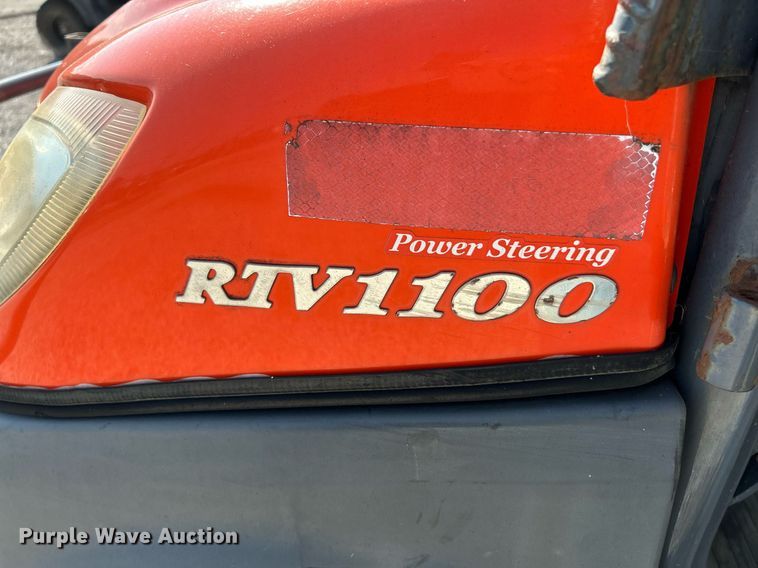 Power Steering
RTV1100
Purple Wave Auction